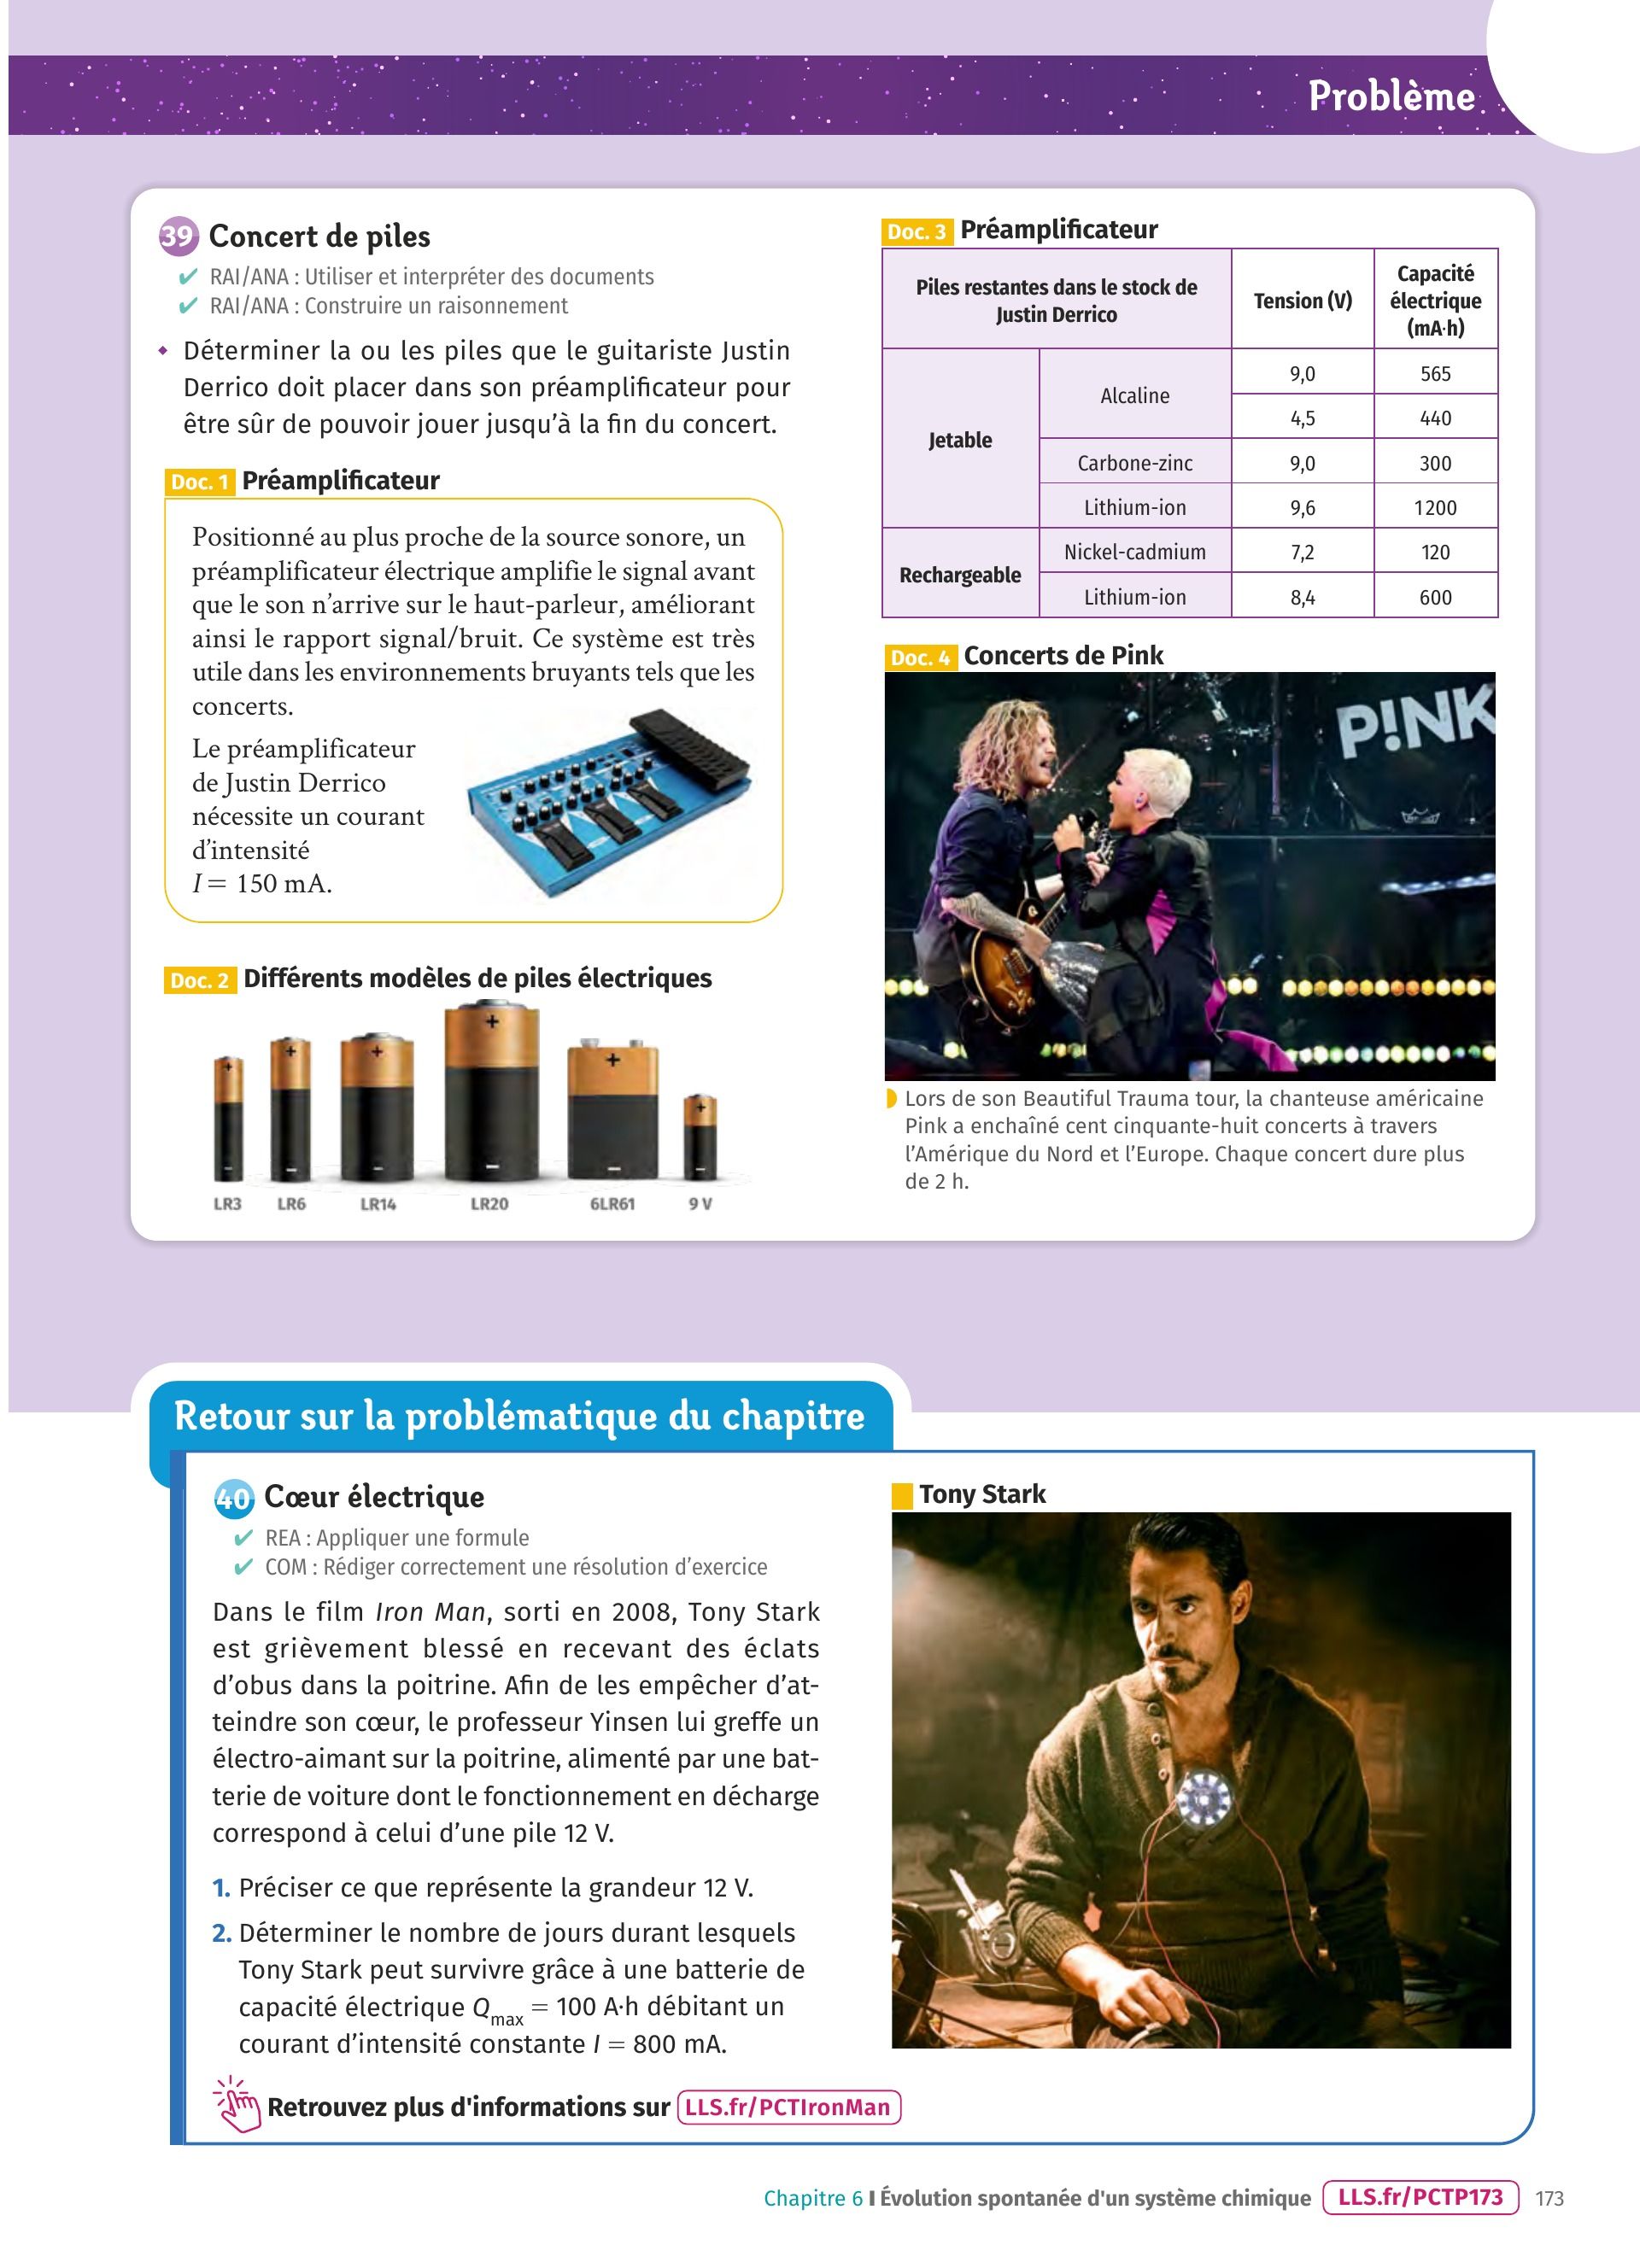 Problème
39 Concert de piles
✔ RAI/ANA : Utiliser et interpréter des documents
✔ RAI/ANA : Construire un raisonnement
◆ Déterminer la ou les piles que le guitariste Justin
Derrico doit placer dans son préamplificateur pour
être sûr de pouvoir jouer jusqu’à la fin du concert.
Doc. 1 Préamplificateur
Positionné au plus proche de la source sonore, un
préamplificateur électrique amplifie le signal avant
que le son n’arrive sur le haut-parleur, améliorant
ainsi le rapport signal/bruit. Ce système est très
utile dans les environnements bruyants tels que les
concerts.
Le préamplificateur
de Justin Derrico
nécessite un courant
d’intensité
I = 150 mA.
Doc. 2 Différents modèles de piles électriques
+ + + + + +
LR3 LR6 LR14 LR20 6LR61 9 V
Doc. 3 Préamplificateur
Piles restantes dans le stock de
Justin Derrico
Tension (V)
Capacité
électrique
(mA·h)
Jetable
Alcaline
9,0 565
4,5 440
Carbone-zinc 9,0 300
Lithium-ion 9,6 1200
Rechargeable
Nickel-cadmium 7,2 120
Lithium-ion 8,4 600
Doc. 4 Concerts de Pink
P!NK
Lors de son Beautiful Trauma tour, la chanteuse américaine
Pink a enchaîné cent cinquante-huit concerts à travers
l’Amérique du Nord et l’Europe. Chaque concert dure plus
de 2 h.
Retour sur la problématique du chapitre
40 Cœur électrique
✔ REA : Appliquer une formule
✔ COM : Rédiger correctement une résolution d’exercice
Dans le film Iron Man, sorti en 2008, Tony Stark
est grièvement blessé en recevant des éclats
d’obus dans la poitrine. Afin de les empêcher d’at-
teindre son cœur, le professeur Yinsen lui greffe un
électro-aimant sur la poitrine, alimenté par une bat-
terie de voiture dont le fonctionnement en décharge
correspond à celui d’une pile 12 V.
1. Préciser ce que représente la grandeur 12 V.
2. Déterminer le nombre de jours durant lesquels
Tony Stark peut survivre grâce à une batterie de
capacité électrique Qmax = 100 A·h débitant un
courant d’intensité constante I = 800 mA.
Retrouvez plus d'informations sur LLS.fr/PCTIronMan
Tony Stark
Chapitre 6 I Évolution spontanée d'un système chimique LLS.fr/PCTP173 173